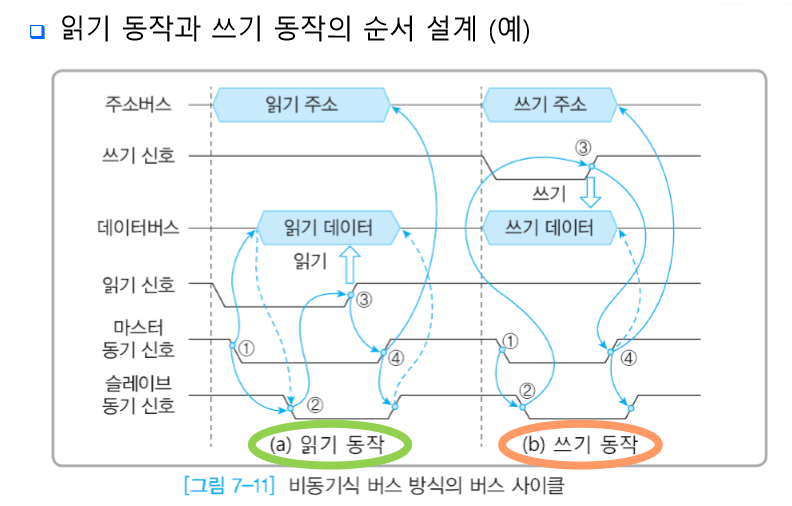 읽기 동작과 쓰기 동작의 순서 설계 (예)
주소버스 읽기 주소 쓰기 주소
쓰기 신호 ③
쓰기
데이터버스 읽기 데이터 쓰기 데이터
읽기
읽기 신호 ③
마스터
동기 신호 ① ④ ① ④
슬레이브
동기 신호 ② ②
(a) 읽기 동작 (b) 쓰기 동작
[그림 7-11] 비동기식 버스 방식의 버스 사이클